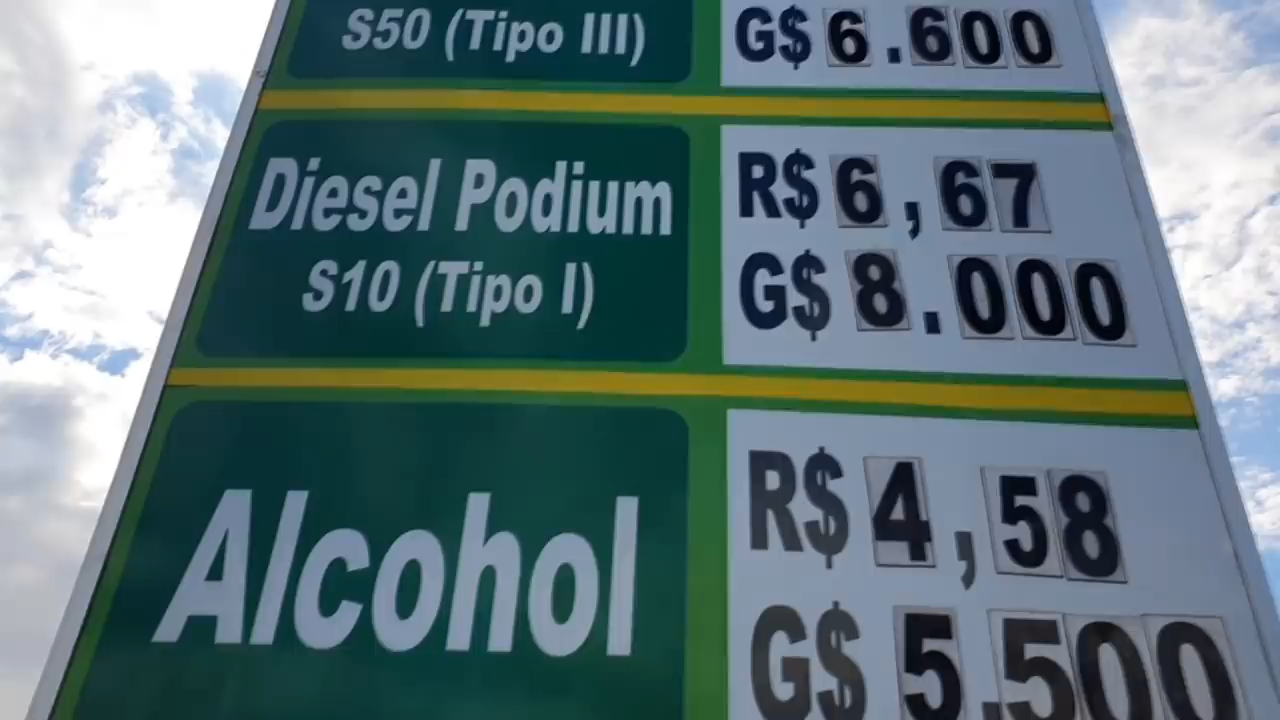 S50 (Tipo III)
G$ 6.600
Diesel Podium
S10 (Tipo I)
R$ 6,67
G$ 8.000
Alcohol
R$ 4,58
G$ 5.500